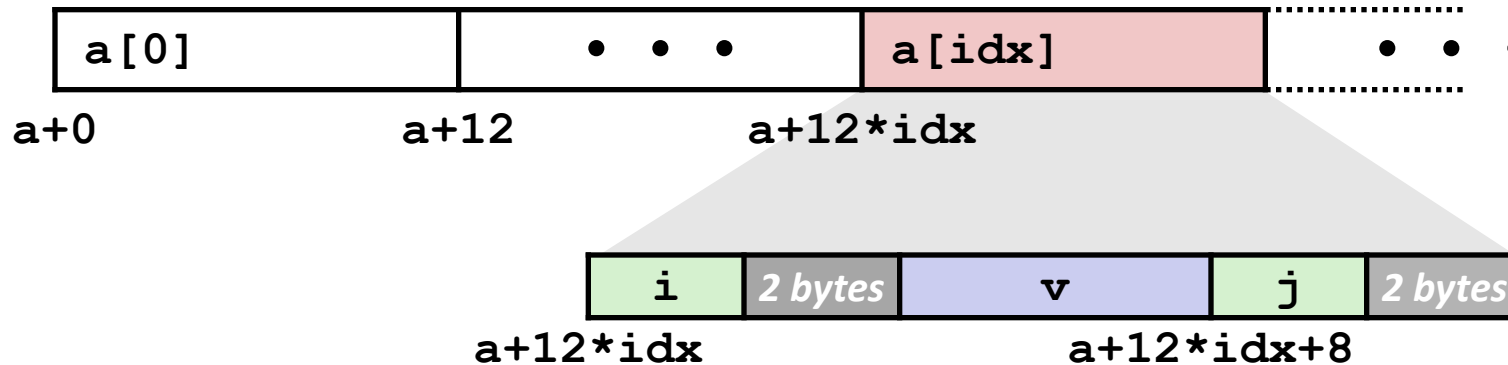 a[0] • • • a[idx] • • •
a+0 a+12 a+12*idx
i 2 bytes v j 2 bytes
a+12*idx a+12*idx+8